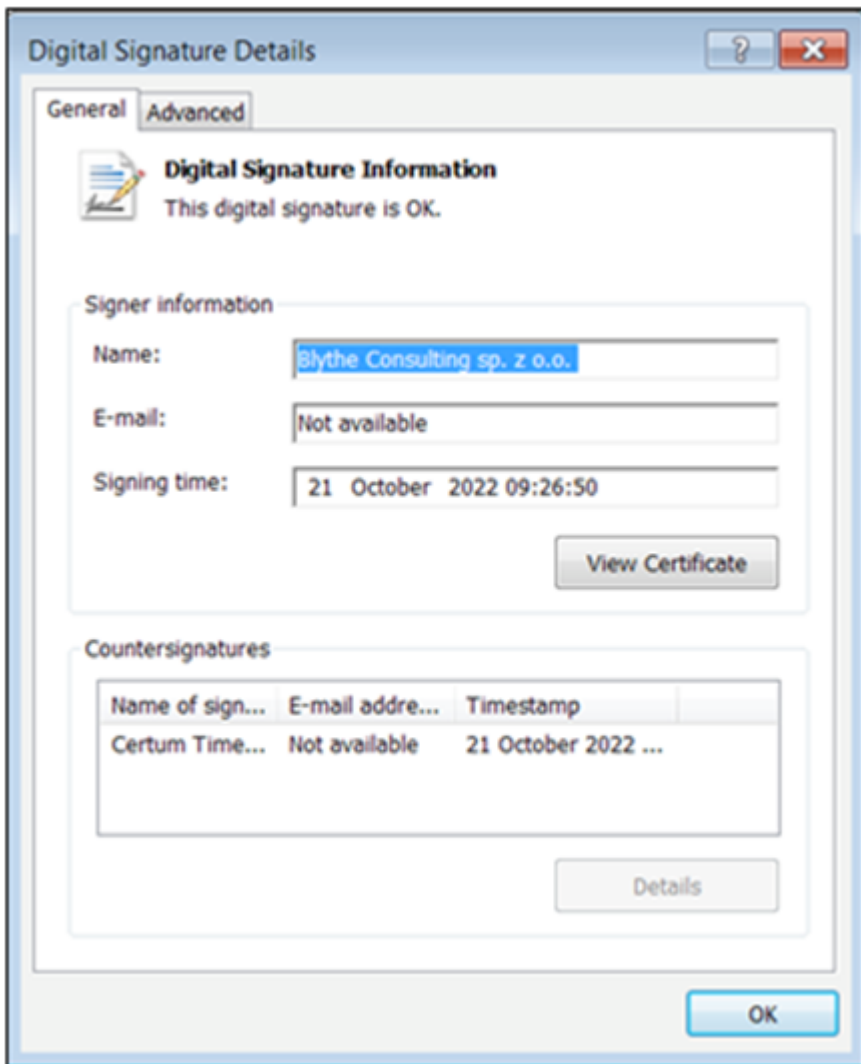 Digital Signature Details
General Advanced
Digital Signature Information
This digital signature is OK.
Signer information
Name: Blythe Consulting sp. z o.o.
E-mail: Not available
Signing time: 21 October 2022 09:26:50
View Certificate
Countersignatures
Name of sign... E-mail addre... Timestamp
Certum Time... Not available 21 October 2022 ...
Details
OK